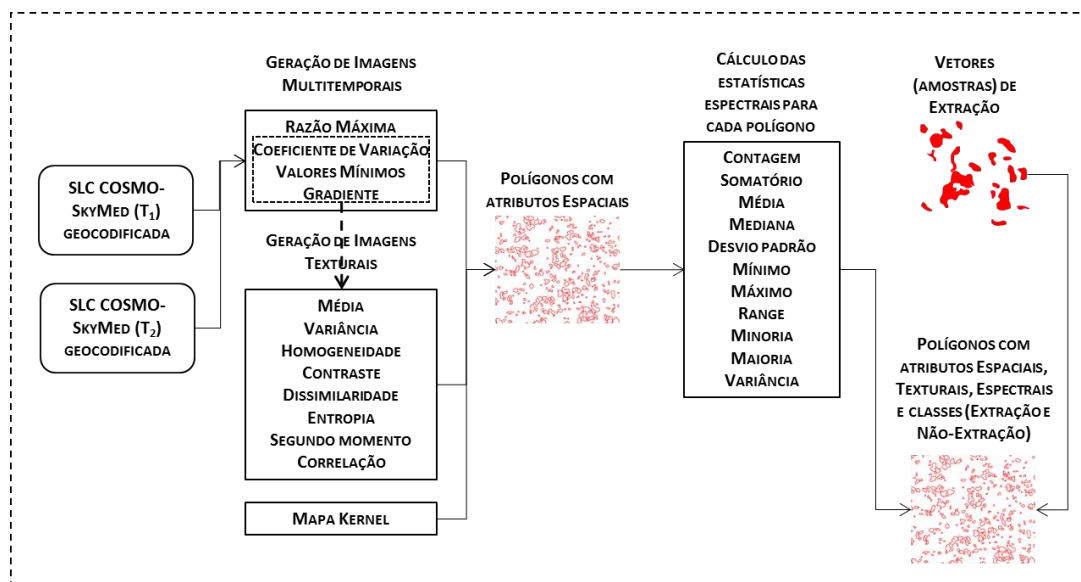 SLC COSMO-
SkyMed (T1)
GEOCODIFICADA
SLC COSMO-
SkyMed (T2)
GEOCODIFICADA
GERAÇÃO DE IMAGENS
MULTITEMPORAIS
RAZÃO MÁXIMA
COEFICIENTE DE VARIAÇÃO
VALORES MÍNIMOS
GRADIENTE
GERAÇÃO DE IMAGENS
TEXTURAIS
MÉDIA
VARIÂNCIA
HOMOGENEIDADE
CONTRASTE
DISSIMILARIDADE
ENTROPIA
SEGUNDO MOMENTO
CORRELAÇÃO
MAPA KERNEL
POLÍGONOS COM
ATRIBUTOS ESPACIAIS
CÁLCULO DAS
ESTATÍSTICAS
ESPECTRAIS PARA
CADA POLÍGONO
CONTAGEM
SOMATÓRIO
MÉDIA
MEDIANA
DESVIO PADRÃO
MÍNIMO
MÁXIMO
RANGE
MINORIA
MAIORIA
VARIÂNCIA
VETORES
(AMOSTRAS) DE
EXTRAÇÃO
POLÍGONOS COM
ATRIBUTOS ESPACIAIS,
TEXTURAIS, ESPECTRAIS
E CLASSES (EXTRAÇÃO E
NÃO-EXTRAÇÃO)